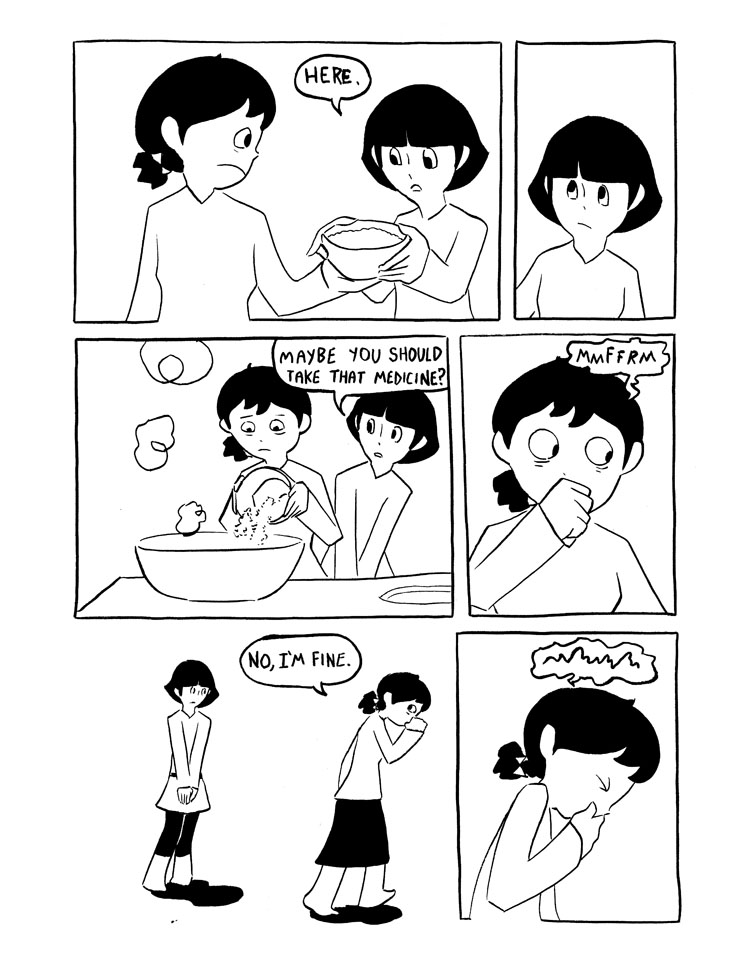 HERE.
MAYBE YOU SHOULD
TAKE THAT MEDICINE?
MMFFRM
NO, I'M FINE.